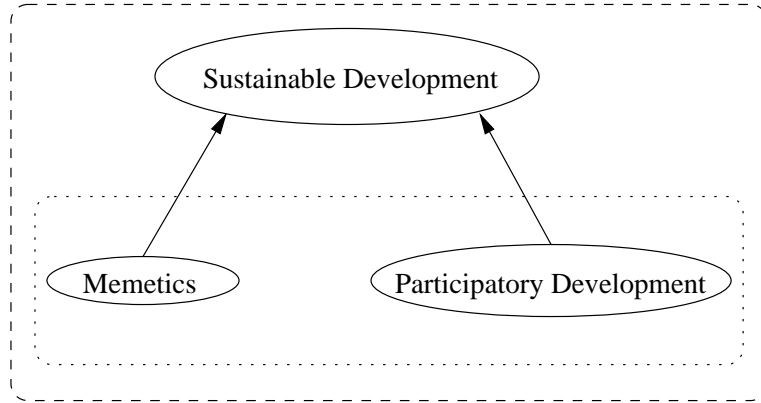 Sustainable Development
Memetics
Participatory Development